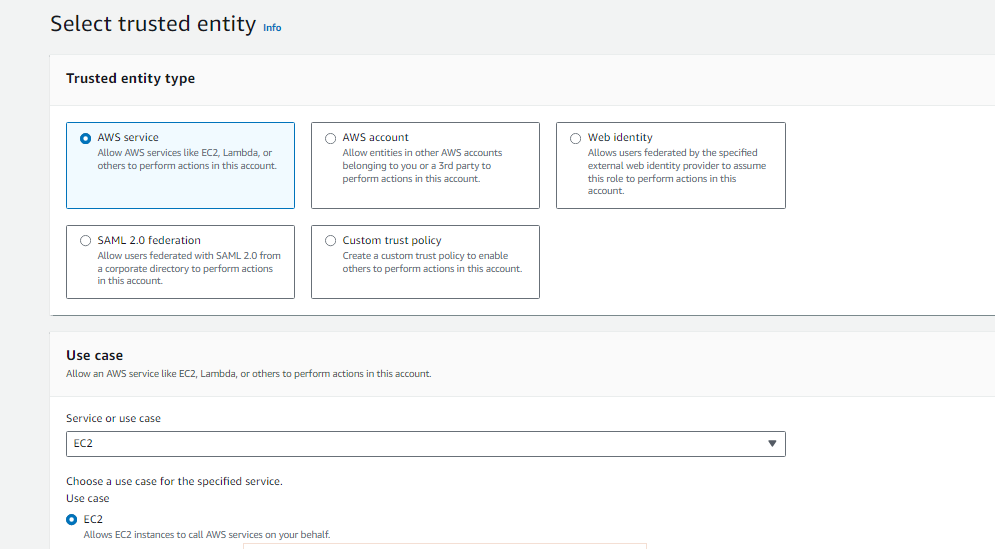 Select trusted entity Info
Trusted entity type
AWS service
Allow AWS services like EC2, Lambda, or
others to perform actions in this account.
AWS account
Allow entities in other AWS accounts
belonging to you or a 3rd party to
perform actions in this account.
Web identity
Allows users federated by the specified
external web identity provider to assume
this role to perform actions in this
account.
SAML 2.0 federation
Allow users federated with SAML 2.0 from
a corporate directory to perform actions
in this account.
Custom trust policy
Create a custom trust policy to enable
others to perform actions in this account.
Use case
Allow an AWS service like EC2, Lambda, or others to perform actions in this account.
Service or use case
EC2
Choose a use case for the specified service.
Use case
EC2
Allows EC2 instances to call AWS services on your behalf.